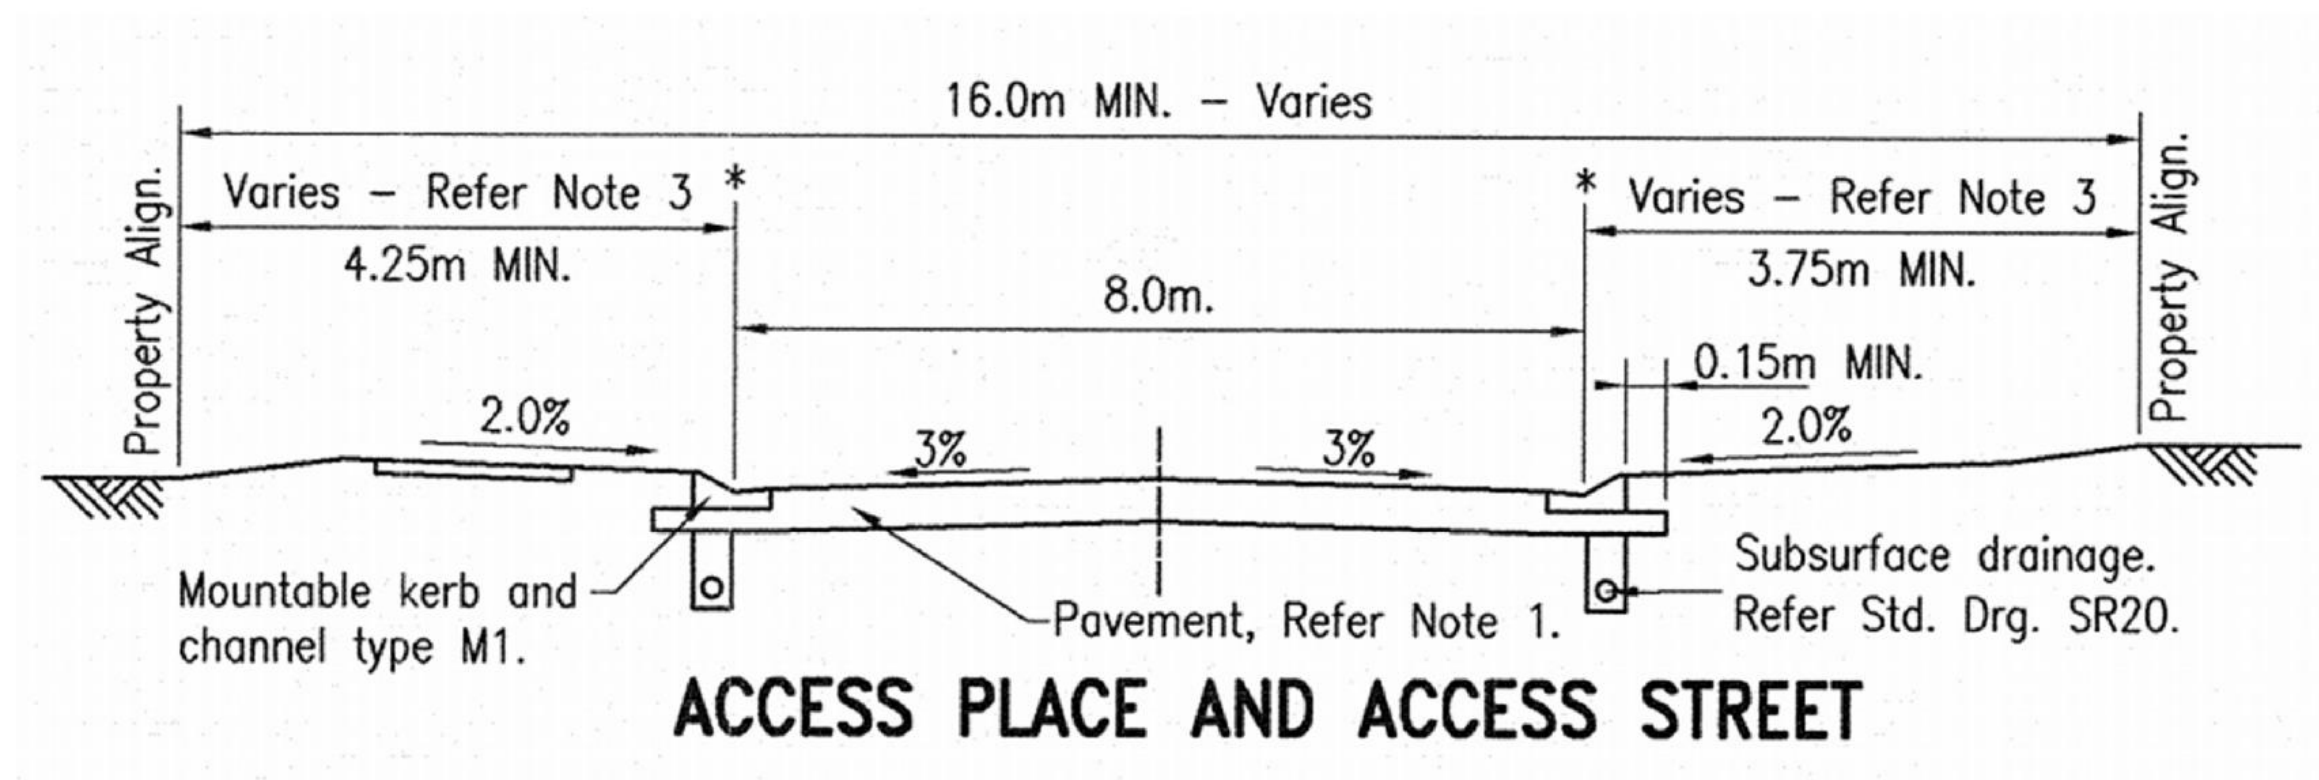 16.0m MIN. – Varies
Property Align.
Varies – Refer Note 3 *
4.25m MIN.
8.0m.
* Varies – Refer Note 3
3.75m MIN.
Property Align.
0.15m MIN.
2.0%
3%
3%
2.0%
Mountable kerb and
channel type M1.
Pavement, Refer Note 1.
Subsurface drainage.
Refer Std. Drg. SR20.
ACCESS PLACE AND ACCESS STREET